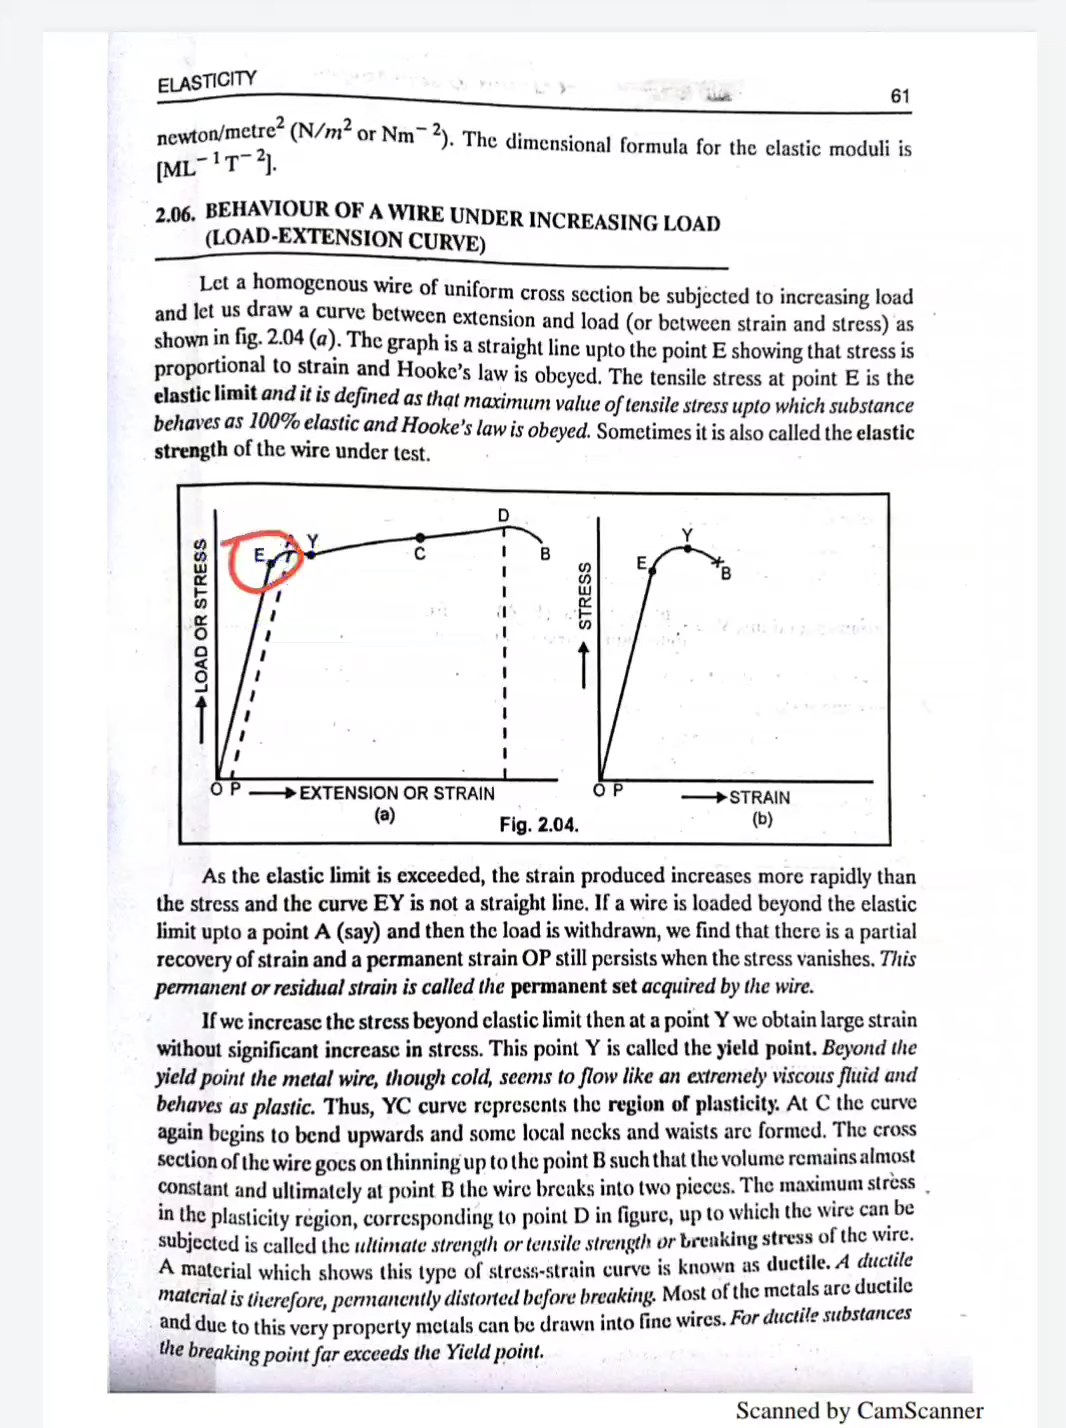 ELASTICITY
61
newton/metre² (N/m² or Nm⁻²). The dimensional formula for the elastic moduli is
[ML⁻¹T⁻²].
2.06. BEHAVIOUR OF A WIRE UNDER INCREASING LOAD
(LOAD-EXTENSION CURVE)
Let a homogenous wire of uniform cross section be subjected to increasing load
and let us draw a curve between extension and load (or between strain and stress) as
shown in fig. 2.04 (a). The graph is a straight line upto the point E showing that stress is
proportional to strain and Hooke's law is obeyed. The tensile stress at point E is the
elastic limit and it is defined as that maximum value of tensile stress upto which substance
behaves as 100% elastic and Hooke's law is obeyed. Sometimes it is also called the elastic
strength of the wire under test.
LOAD OR STRESS
E A Y C D B
O P EXTENSION OR STRAIN
(a)
STRESS
E Y B
O P STRAIN
(b)
Fig. 2.04.
As the elastic limit is exceeded, the strain produced increases more rapidly than
the stress and the curve EY is not a straight line. If a wire is loaded beyond the elastic
limit upto a point A (say) and then the load is withdrawn, we find that there is a partial
recovery of strain and a permanent strain OP still persists when the stress vanishes. This
permanent or residual strain is called the permanent set acquired by the wire.
If we increase the stress beyond elastic limit then at a point Y we obtain large strain
without significant increase in stress. This point Y is called the yield point. Beyond the
yield point the metal wire, though cold, seems to flow like an extremely viscous fluid and
behaves as plastic. Thus, YC curve represents the region of plasticity. At C the curve
again begins to bend upwards and some local necks and waists are formed. The cross
section of the wire goes on thinning up to the point B such that the volume remains almost
constant and ultimately at point B the wire breaks into two pieces. The maximum stress
in the plasticity region, corresponding to point D in figure, up to which the wire can be
subjected is called the ultimate strength or tensile strength or breaking stress of the wire.
A material which shows this type of stress-strain curve is known as ductile. A ductile
material is therefore, permanently distorted before breaking. Most of the metals are ductile
and due to this very property metals can be drawn into fine wires. For ductile substances
the breaking point far exceeds the Yield point.
Scanned by CamScanner